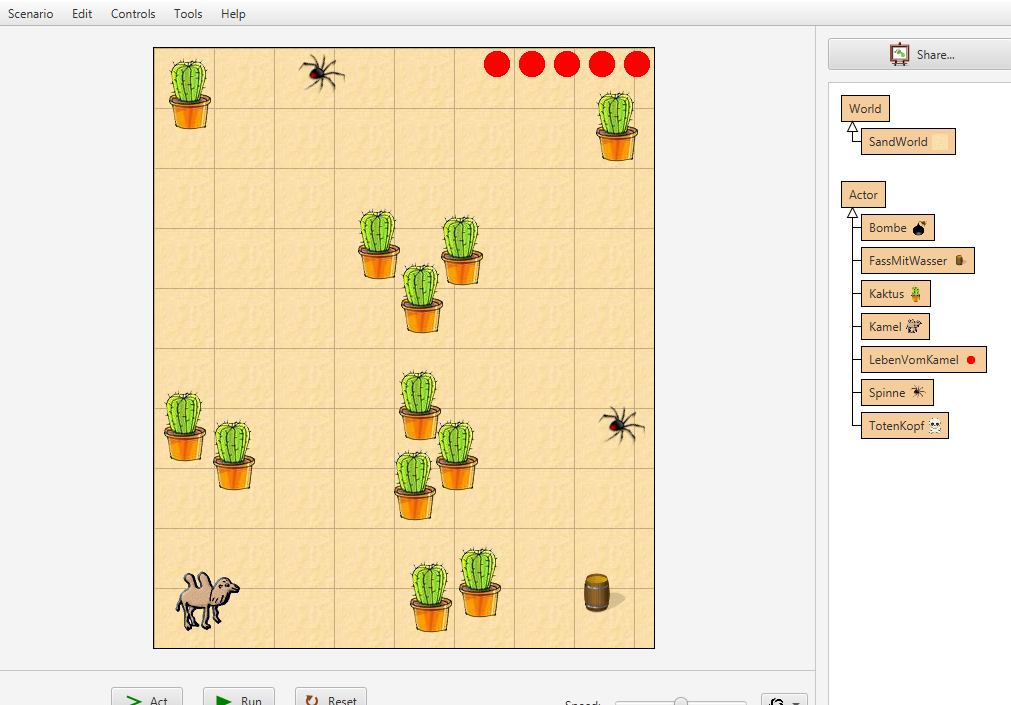 Scenario Edit Controls Tools Help
Share...
World
SandWorld
Actor
Bombe
FassMitWasser
Kaktus
Kamel
LebenVomKamel
Spinne
TotenKopf
Act Run Reset Speed: